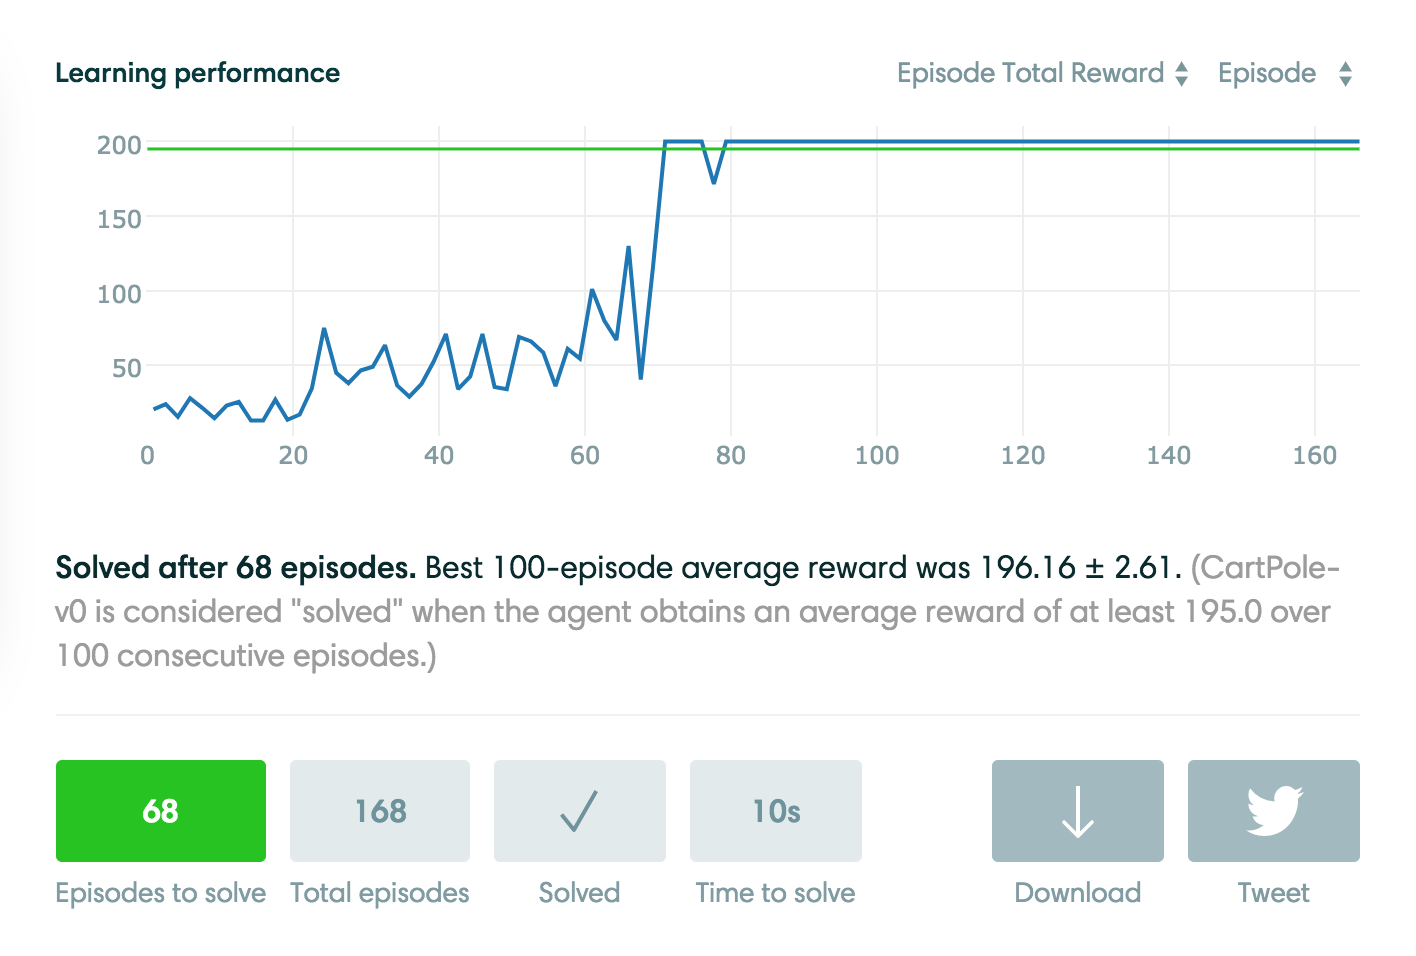 Learning performance
Episode Total Reward
Episode
200
150
100
50
0 20 40 60 80 100 120 140 160
Solved after 68 episodes. Best 100-episode average reward was 196.16 ± 2.61. (CartPole-
v0 is considered "solved" when the agent obtains an average reward of at least 195.0 over
100 consecutive episodes.)
68
168
10s
Episodes to solve
Total episodes
Solved
Time to solve
Download
Tweet